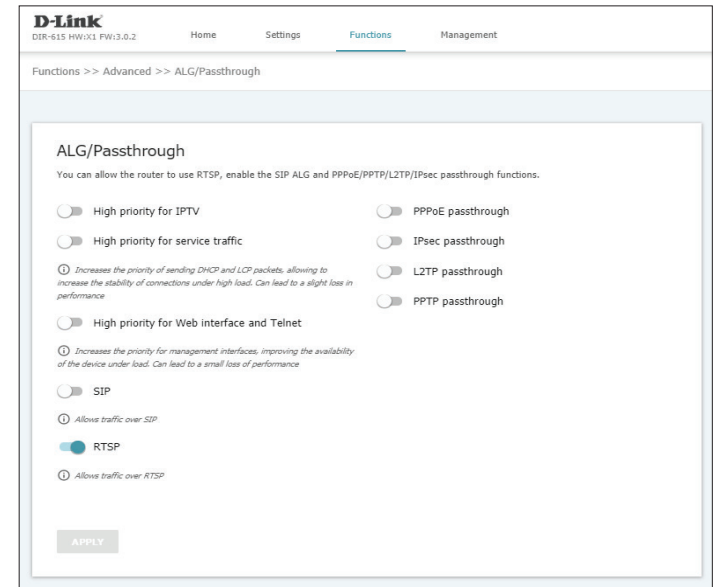 D-Link
DIR-615 HW:X1 FW:3.0.2
Home Settings Functions Management
Functions >> Advanced >> ALG/Passthrough
ALG/Passthrough
You can allow the router to use RTSP, enable the SIP ALG and PPPoE/PPTP/L2TP/IPsec passthrough functions.
High priority for IPTV
High priority for service traffic
Increases the priority of sending DHCP and LCP packets, allowing to
increase the stability of connections under high load. Can lead to a slight loss in
performance
High priority for Web interface and Telnet
Increases the priority for management interfaces, improving the availability
of the device under load. Can lead to a small loss of performance
SIP
Allows traffic over SIP
RTSP
Allows traffic over RTSP
PPPoE passthrough
IPsec passthrough
L2TP passthrough
PPTP passthrough
APPLY